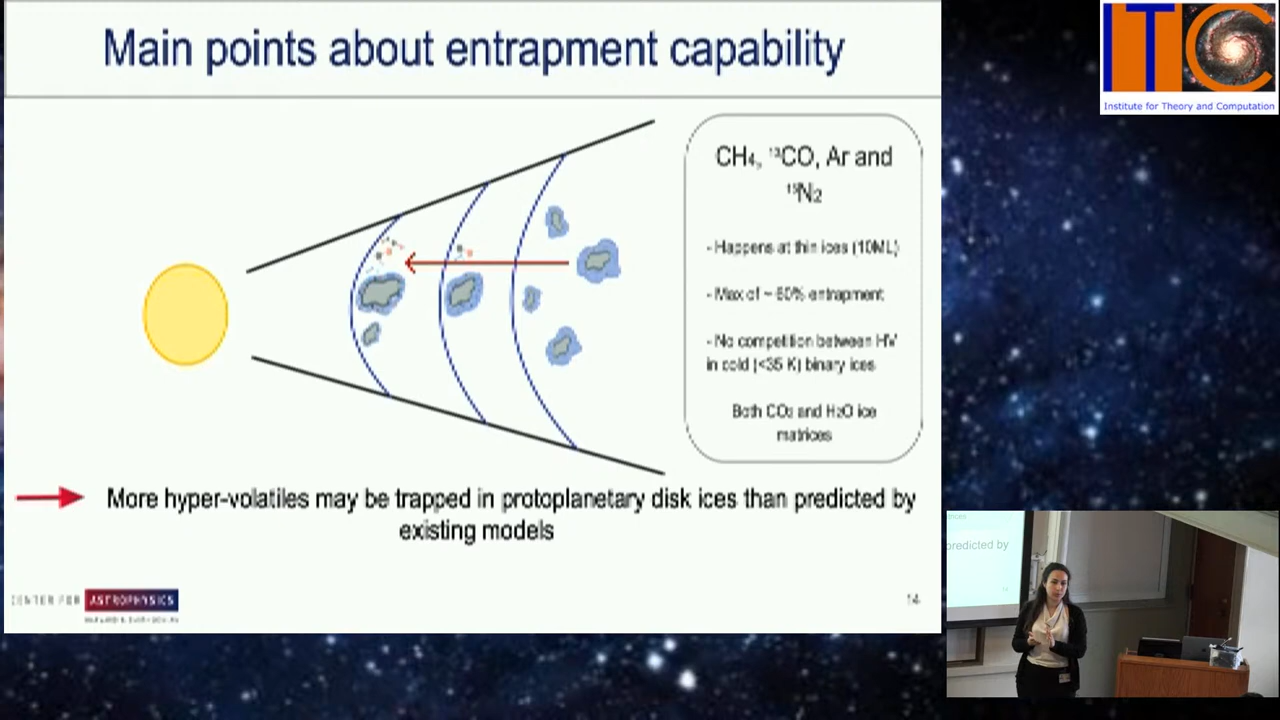 Main points about entrapment capability
ITC
Institute for Theory and Computation
CH₄, ¹³CO, Ar and
¹⁵N₂
- Happens at thin ices (10ML)
- Max of ~ 60% entrapment
- No competition between HV
in cold (<35 K) binary ices
Both CO₂ and H₂O ice
matrices
More hyper-volatiles may be trapped in protoplanetary disk ices than predicted by
existing models
CENTER FOR ASTROPHYSICS
HARVARD & SMITHSONIAN
14
predicted by